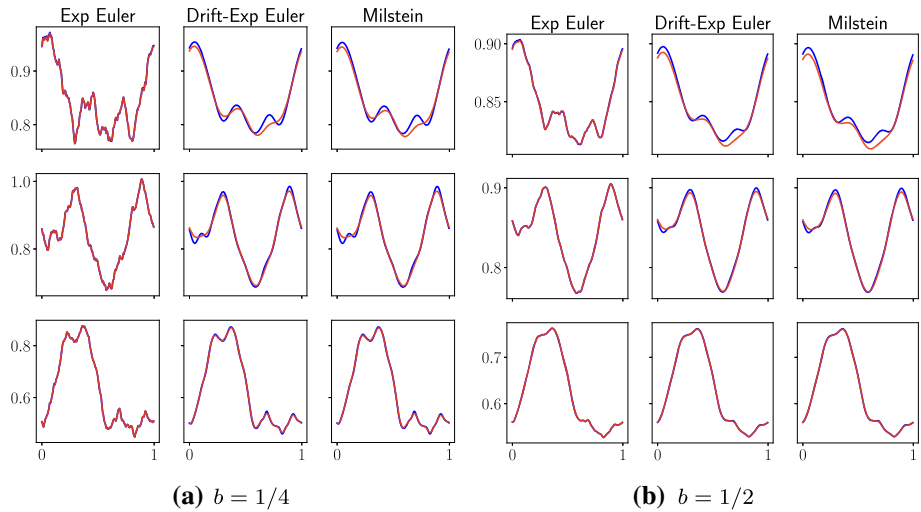 Exp Euler Drift-Exp Euler Milstein
0.9
0.8
1.0
0.8
0.8
0.6
0 1 0 1 0 1
(a) b = 1/4
Exp Euler Drift-Exp Euler Milstein
0.90
0.85
0.9
0.8
0.7
0.6
0 1 0 1 0 1
(b) b = 1/2